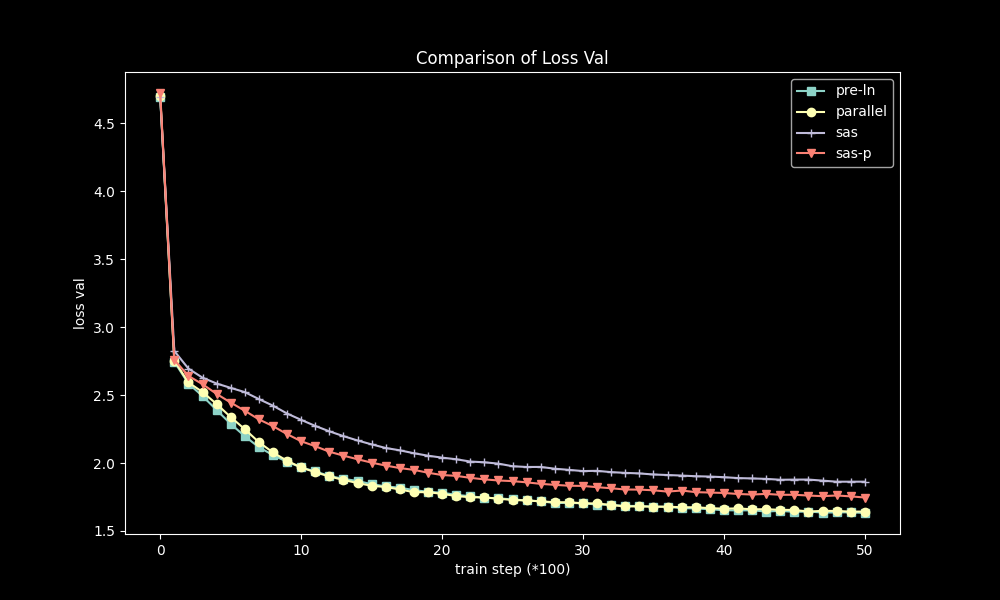 Comparison of Loss Val
pre-ln
parallel
sas
sas-p
4.5
4.0
3.5
3.0
2.5
2.0
1.5
loss val
0 10 20 30 40 50
train step (*100)